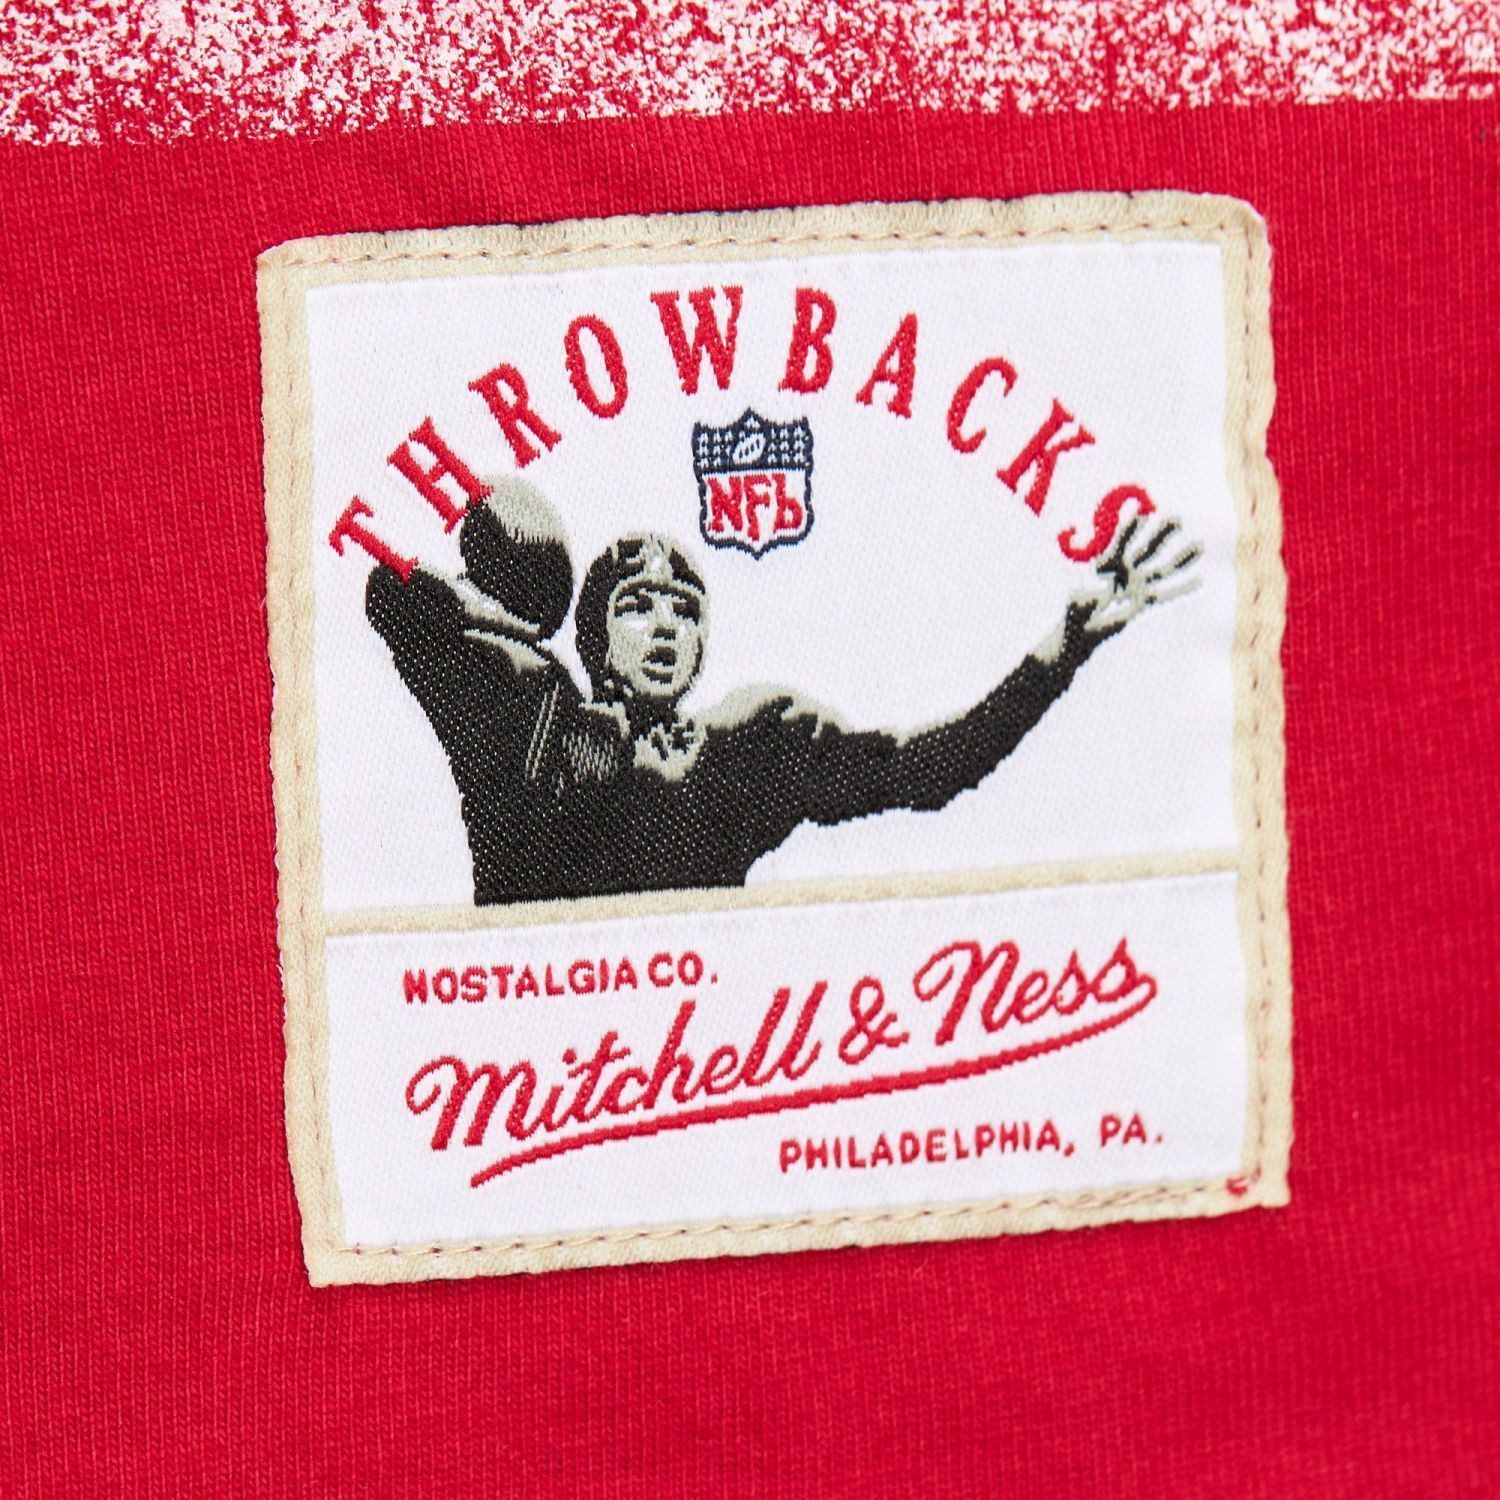 THROWBACKS
NFL
NOSTALGIA CO.
Mitchell & Ness
PHILADELPHIA, PA.